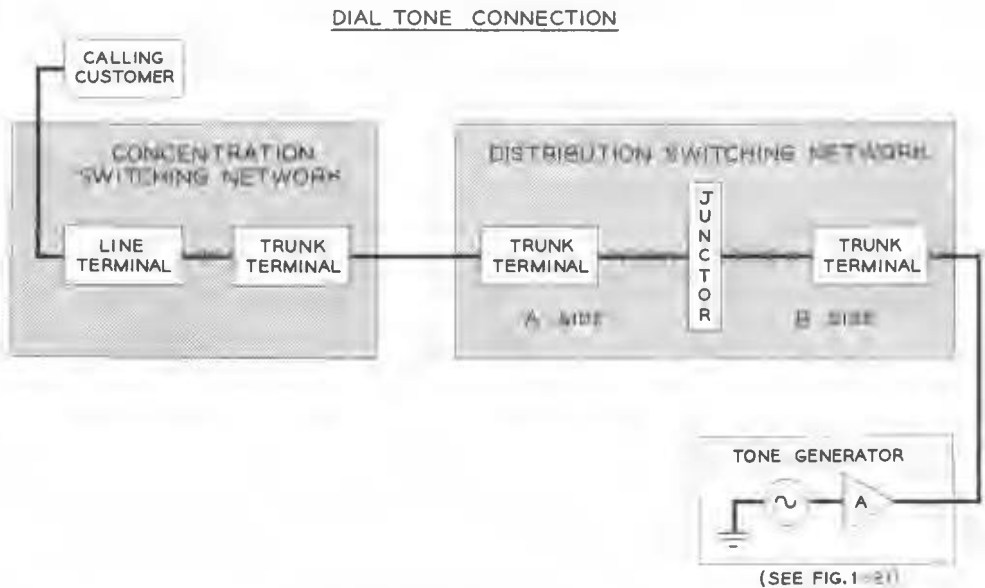 DIAL TONE CONNECTION
CALLING
CUSTOMER
CONCENTRATION
SWITCHING NETWORK
LINE
TERMINAL
TRUNK
TERMINAL
DISTRIBUTION SWITCHING NETWORK
TRUNK
TERMINAL
JUNCTOR
TRUNK
TERMINAL
A SIDE
B SIDE
TONE GENERATOR
A
(SEE FIG. 1-21)